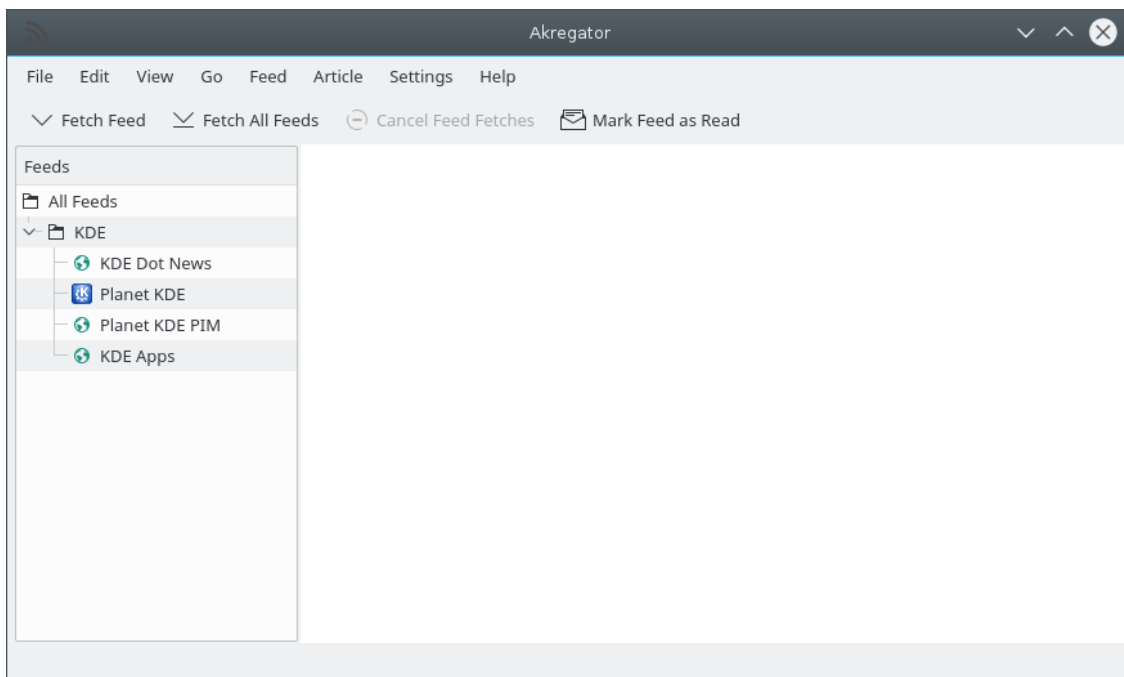 Akregator
File Edit View Go Feed Article Settings Help
Fetch Feed Fetch All Feeds Cancel Feed Fetches Mark Feed as Read
Feeds
All Feeds
KDE
KDE Dot News
Planet KDE
Planet KDE PIM
KDE Apps